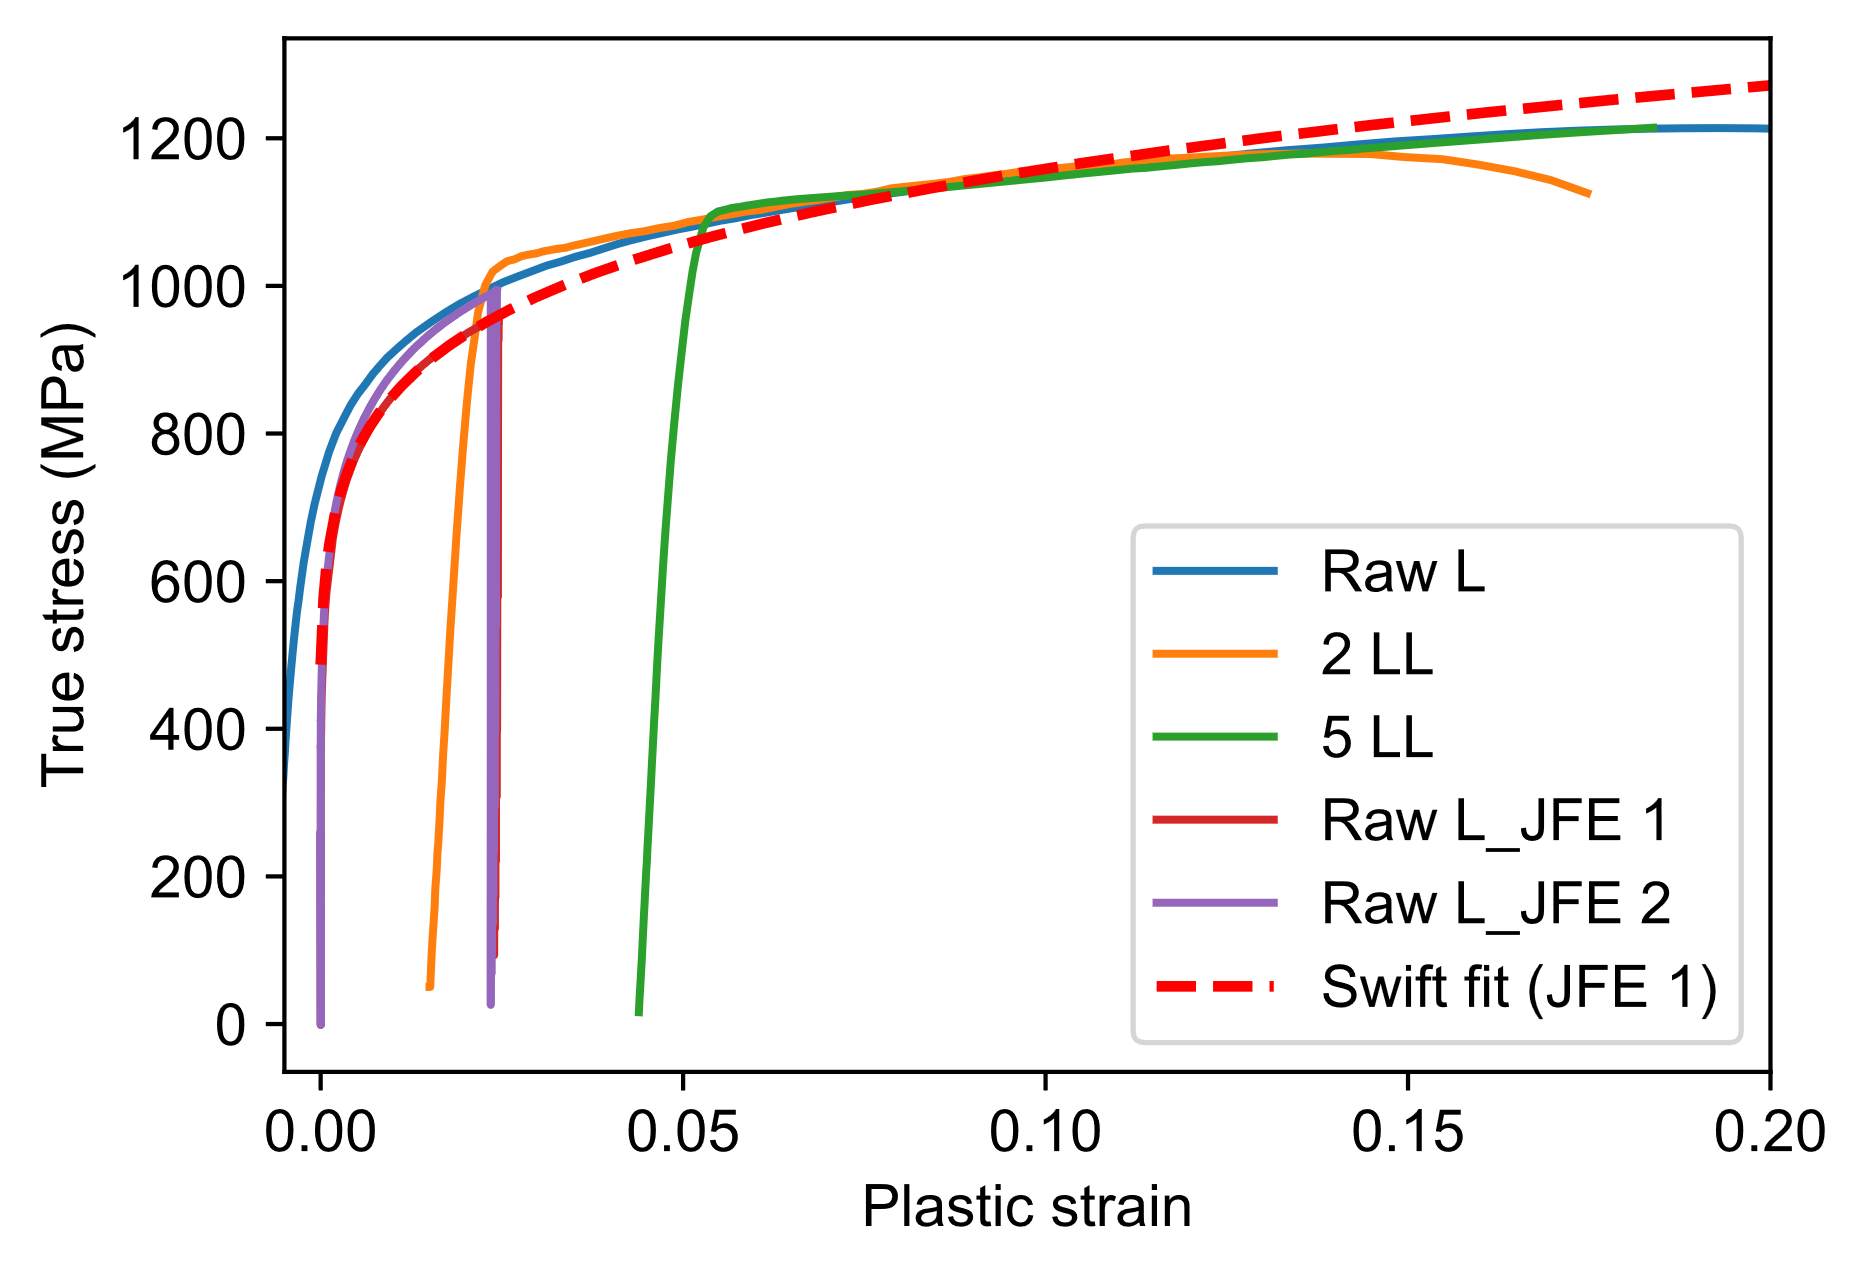 1200
1000
800
600
400
200
0
True stress (MPa)
0.00 0.05 0.10 0.15 0.20
Plastic strain
Raw L
2 LL
5 LL
Raw L_JFE 1
Raw L_JFE 2
Swift fit (JFE 1)